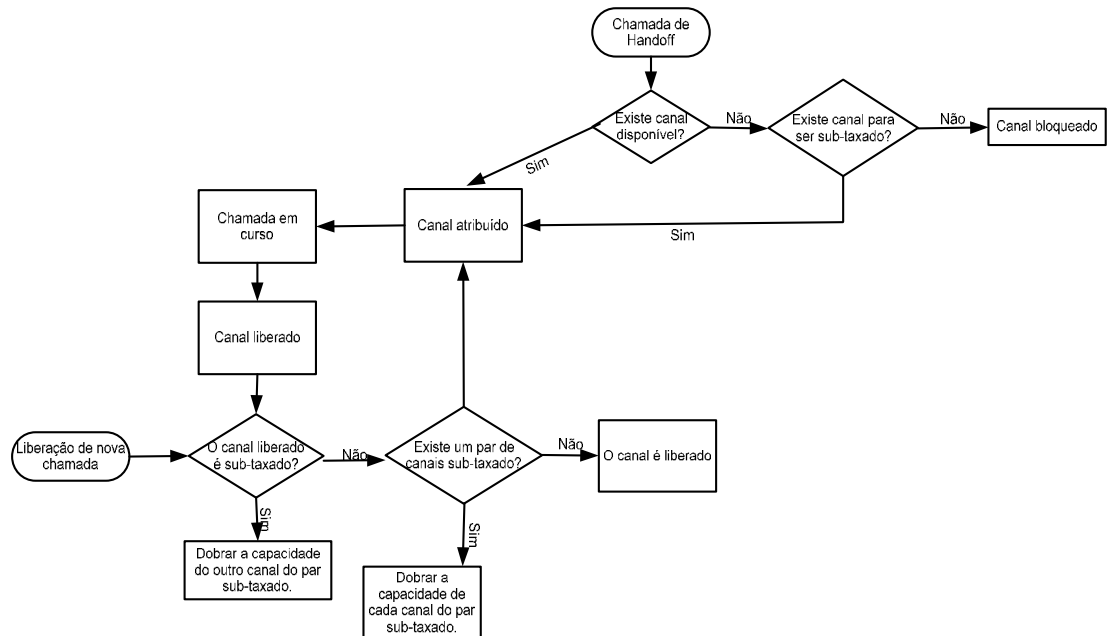 Chamada de
Handoff
Existe canal
disponível?
Não
Existe canal para
ser sub-taxado?
Não
Canal bloqueado
Sim
Chamada em
curso
Canal atribuído
Sim
Canal liberado
Liberação de nova
chamada
O canal liberado
é sub-taxado?
Não
Existe um par de
canais sub-taxado?
Não
O canal é liberado
Sim
Sim
Dobrar a capacidade
do outro canal do par
sub-taxado.
Dobrar a
capacidade de
cada canal do par
sub-taxado.